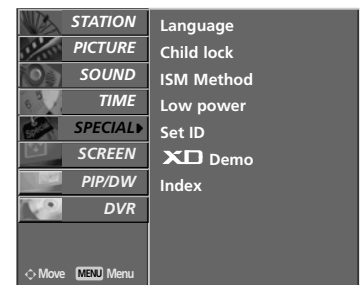 STATION
PICTURE
SOUND
TIME
SPECIAL
SCREEN
PIP/DW
DVR
Move MENU Menu
Language
Child lock
ISM Method
Low power
Set ID
XD Demo
Index